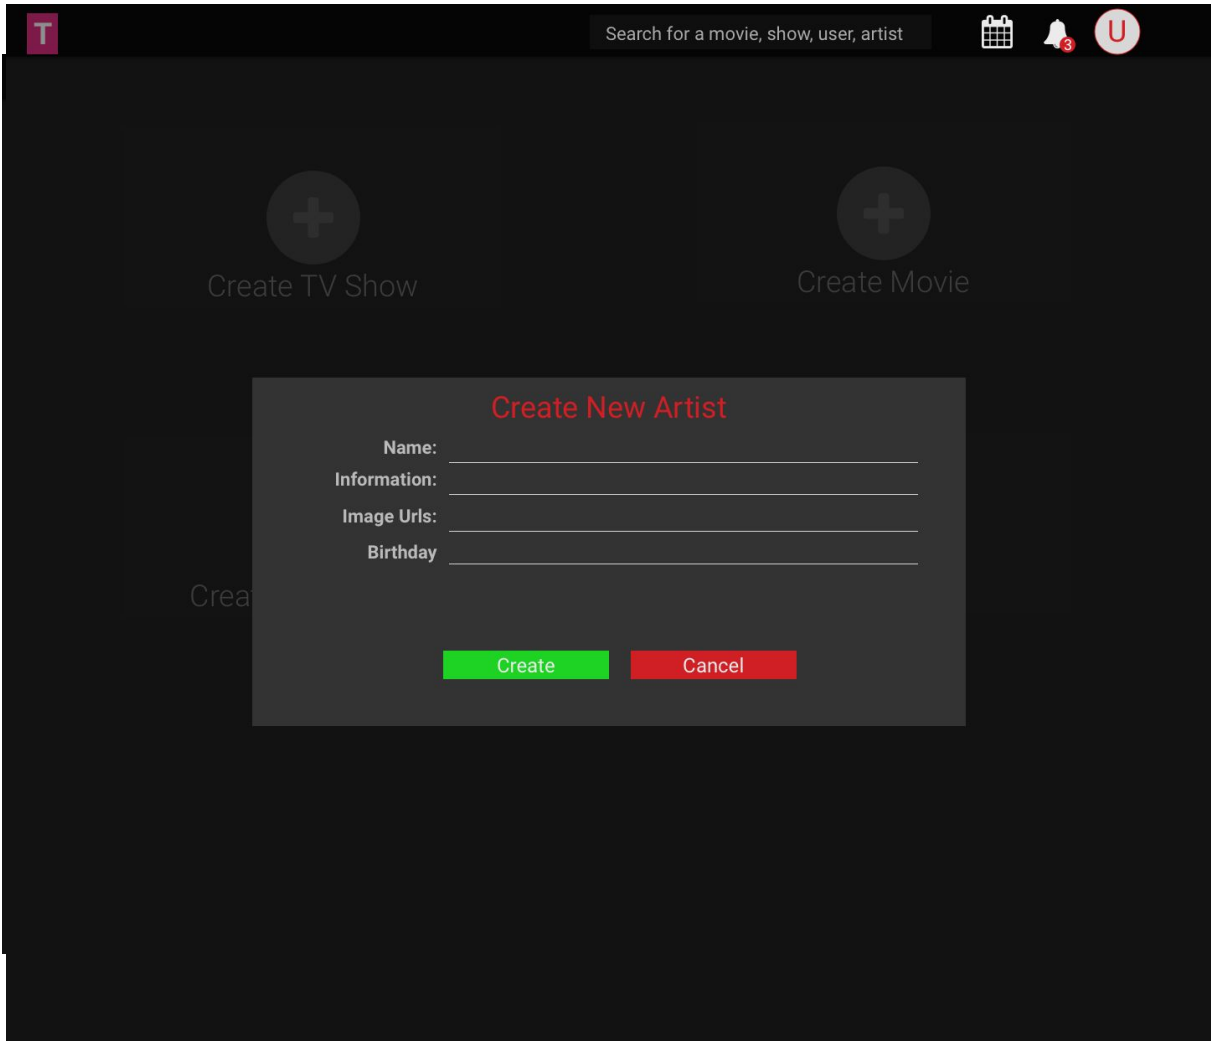 T
Search for a movie, show, user, artist
3
U
Create TV Show
Create Movie
Create New Artist
Name:
Information:
Image Urls:
Birthday
Crea
Create
Cancel